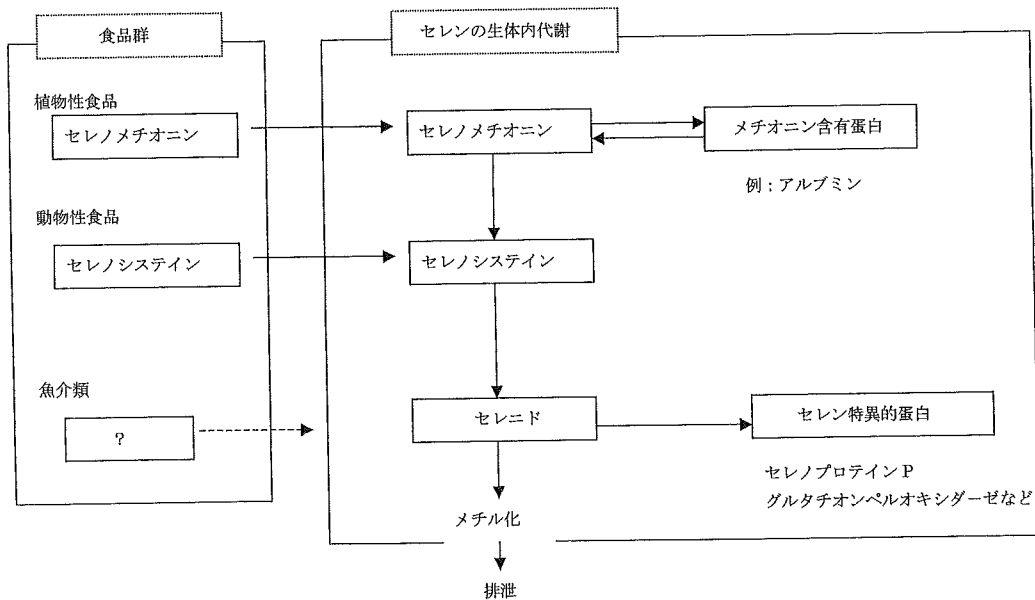 食品群
セレンの生体内代謝
植物性食品
セレノメチオニン
セレノメチオニン
メチオニン含有蛋白
例：アルブミン
動物性食品
セレノシステイン
セレノシステイン
魚介類
?
セレニド
セレン特異的蛋白
セレノプロテインP
グルタチオンペルオキシダーゼなど
メチル化
排泄